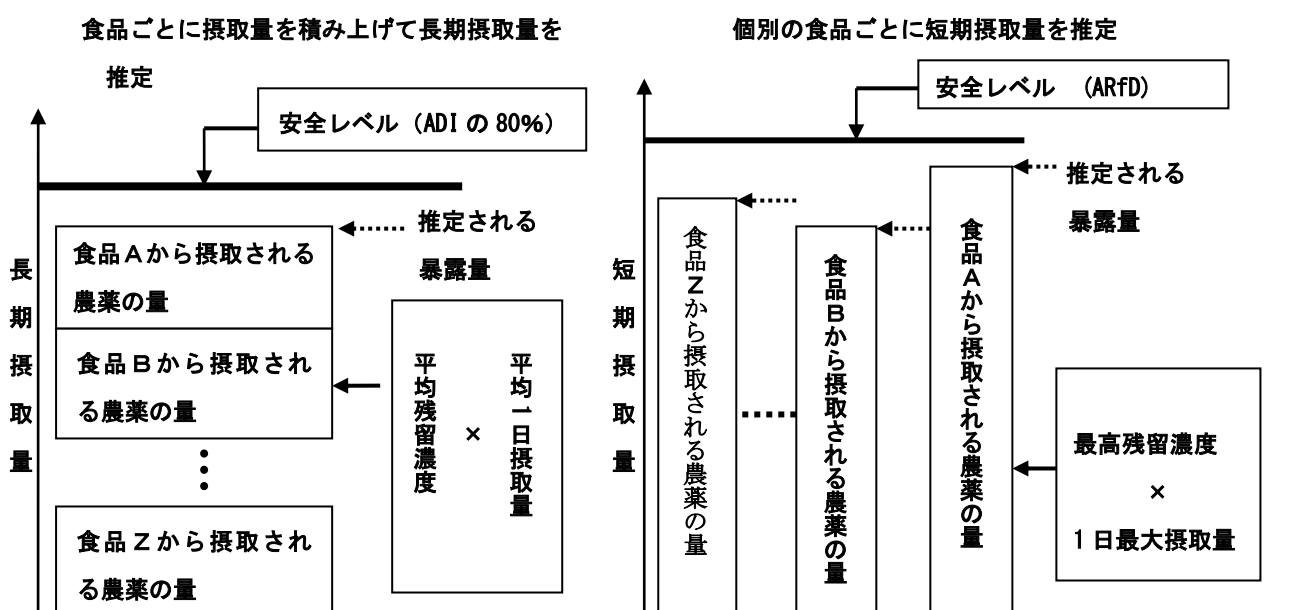 食品ごとに摂取量を積み上げて長期摂取量を
推定
安全レベル（ADI の 80%）
推定される
暴露量
長期摂取量
食品Ａから摂取される
農薬の量
食品Ｂから摂取され
る農薬の量
食品Ｚから摂取され
る農薬の量
平均１日摂取量
×
平均残留濃度
個別の食品ごとに短期摂取量を推定
安全レベル （ARfD）
推定される
暴露量
短期摂取量
食品Ｚから摂取される農薬の量
食品Ｂから摂取される農薬の量
食品Ａから摂取される農薬の量
最高残留濃度
×
1 日最大摂取量